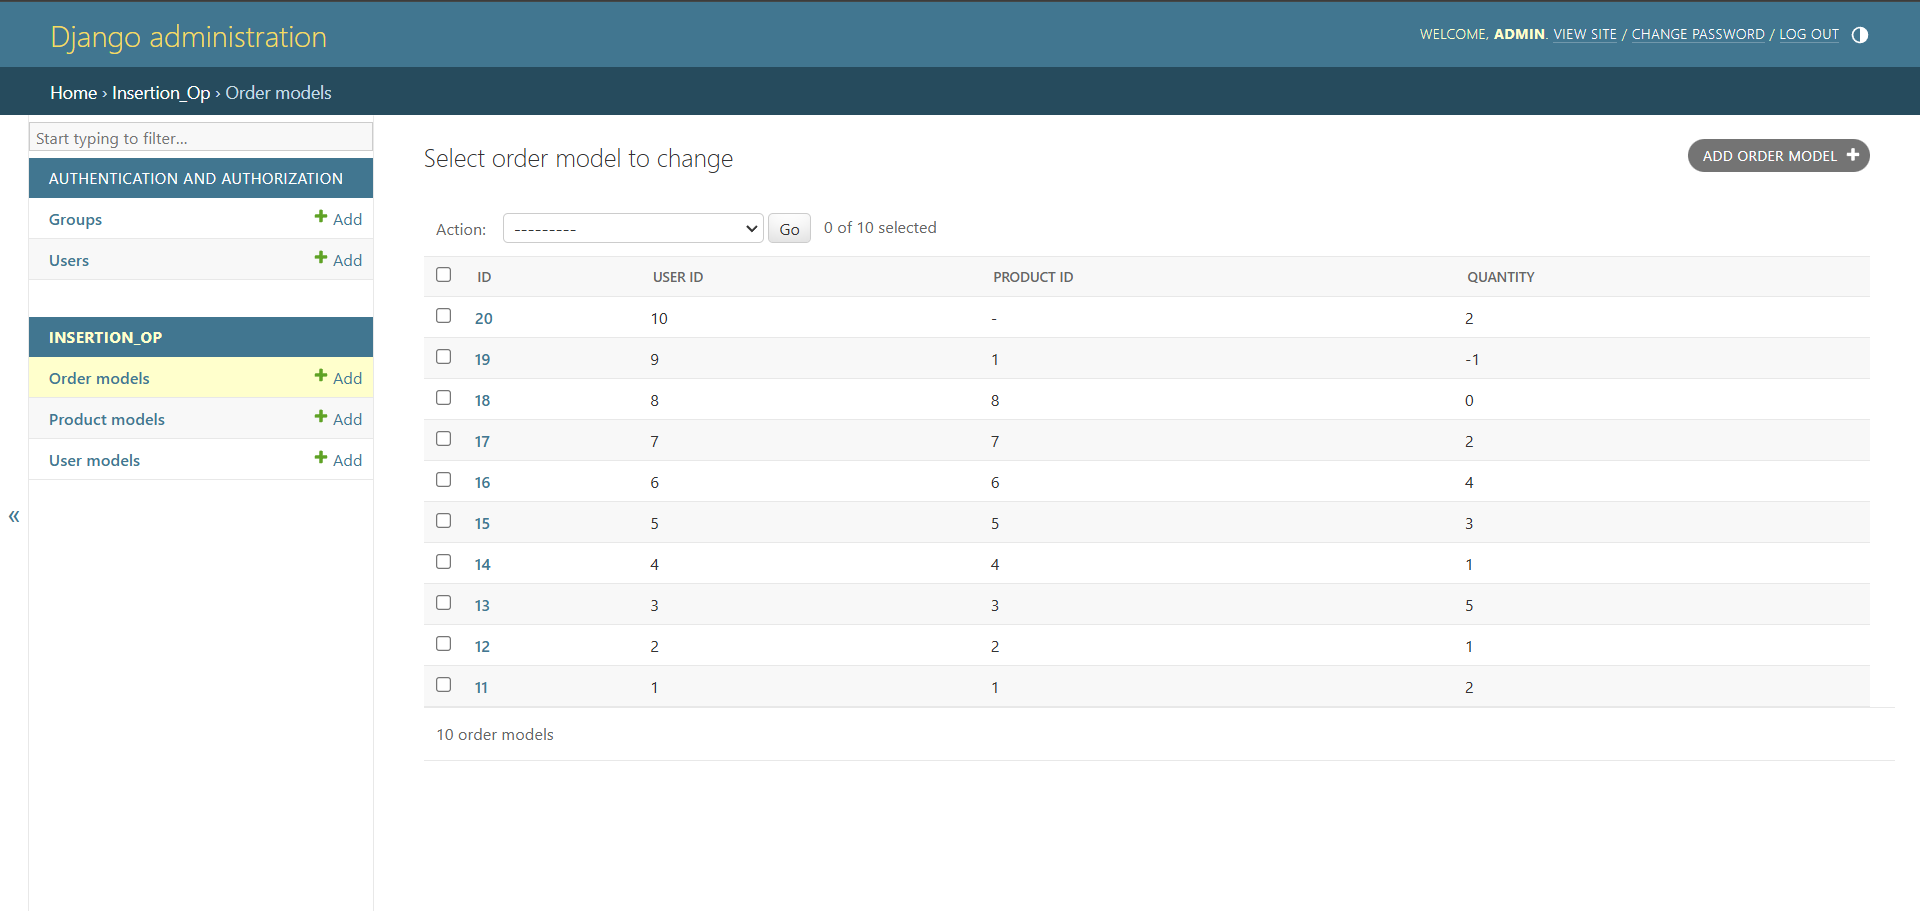 Django administration
WELCOME, ADMIN. VIEW SITE / CHANGE PASSWORD / LOG OUT
Home › Insertion_Op › Order models
Start typing to filter...
AUTHENTICATION AND AUTHORIZATION
Groups + Add
Users + Add
INSERTION_OP
Order models + Add
Product models + Add
User models + Add
«
Select order model to change
ADD ORDER MODEL +
Action: --------- Go 0 of 10 selected
ID USER ID PRODUCT ID QUANTITY
20 10 - 2
19 9 1 -1
18 8 8 0
17 7 7 2
16 6 6 4
15 5 5 3
14 4 4 1
13 3 3 5
12 2 2 1
11 1 1 2
10 order models